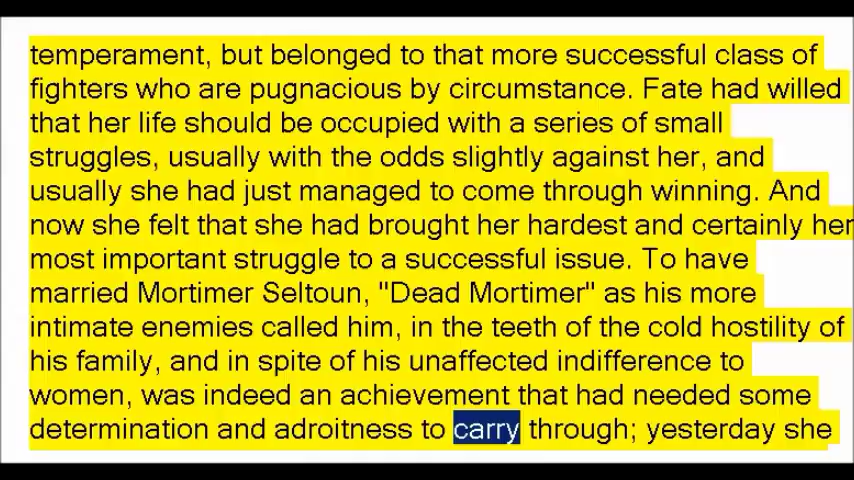 temperament, but belonged to that more successful class of
fighters who are pugnacious by circumstance. Fate had willed
that her life should be occupied with a series of small
struggles, usually with the odds slightly against her, and
usually she had just managed to come through winning. And
now she felt that she had brought her hardest and certainly her
most important struggle to a successful issue. To have
married Mortimer Seltoun, "Dead Mortimer" as his more
intimate enemies called him, in the teeth of the cold hostility of
his family, and in spite of his unaffected indifference to
women, was indeed an achievement that had needed some
determination and adroitness to carry through; yesterday she